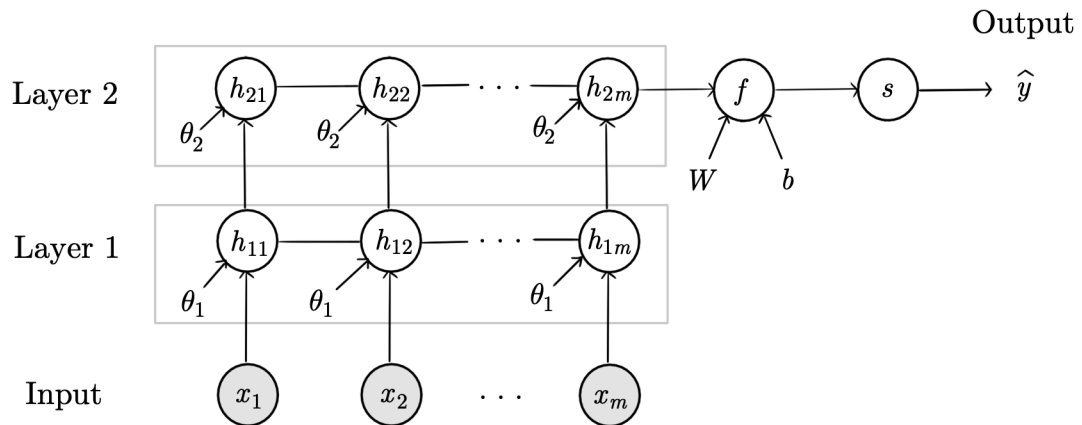 Output
Layer 2 h₂₁ h₂₂ · · · h₂ₘ f s ŷ
θ₂ θ₂ θ₂
W b
Layer 1 h₁₁ h₁₂ · · · h₁ₘ
θ₁ θ₁ θ₁
Input x₁ x₂ · · · xₘ